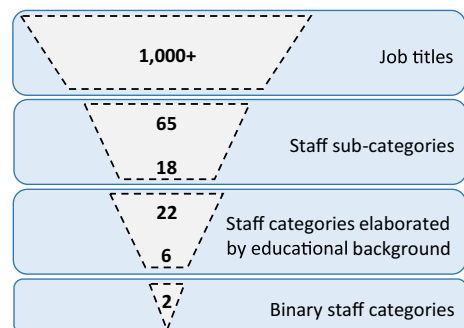 1,000+
Job titles
65
Staff sub-categories
18
22
Staff categories elaborated
by educational background
6
2
Binary staff categories